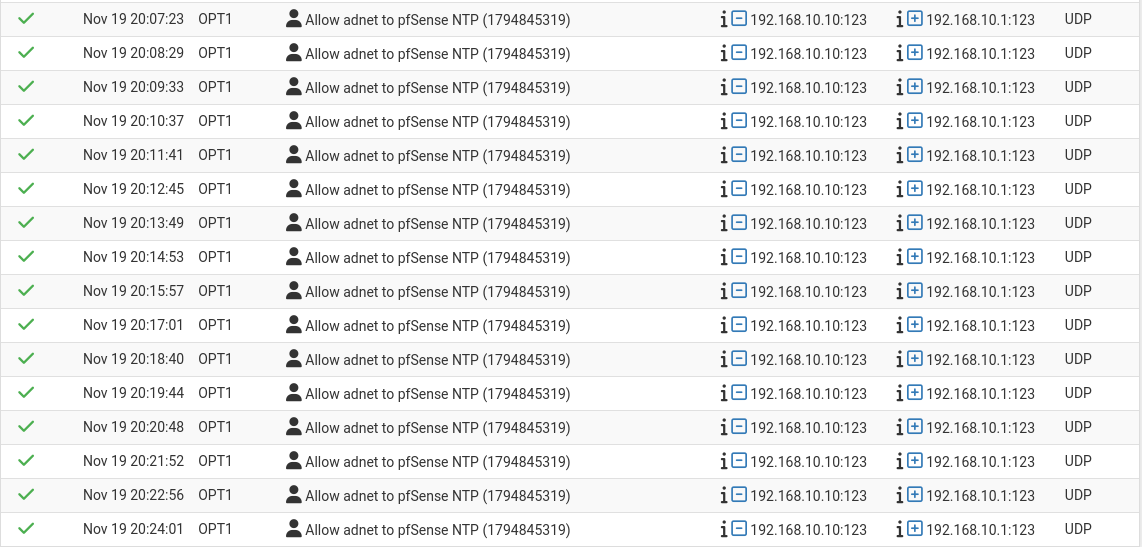 Nov 19 20:07:23 OPT1 Allow adnet to pfSense NTP (1794845319) 192.168.10.10:123 192.168.10.1:123 UDP
Nov 19 20:08:29 OPT1 Allow adnet to pfSense NTP (1794845319) 192.168.10.10:123 192.168.10.1:123 UDP
Nov 19 20:09:33 OPT1 Allow adnet to pfSense NTP (1794845319) 192.168.10.10:123 192.168.10.1:123 UDP
Nov 19 20:10:37 OPT1 Allow adnet to pfSense NTP (1794845319) 192.168.10.10:123 192.168.10.1:123 UDP
Nov 19 20:11:41 OPT1 Allow adnet to pfSense NTP (1794845319) 192.168.10.10:123 192.168.10.1:123 UDP
Nov 19 20:12:45 OPT1 Allow adnet to pfSense NTP (1794845319) 192.168.10.10:123 192.168.10.1:123 UDP
Nov 19 20:13:49 OPT1 Allow adnet to pfSense NTP (1794845319) 192.168.10.10:123 192.168.10.1:123 UDP
Nov 19 20:14:53 OPT1 Allow adnet to pfSense NTP (1794845319) 192.168.10.10:123 192.168.10.1:123 UDP
Nov 19 20:15:57 OPT1 Allow adnet to pfSense NTP (1794845319) 192.168.10.10:123 192.168.10.1:123 UDP
Nov 19 20:17:01 OPT1 Allow adnet to pfSense NTP (1794845319) 192.168.10.10:123 192.168.10.1:123 UDP
Nov 19 20:18:40 OPT1 Allow adnet to pfSense NTP (1794845319) 192.168.10.10:123 192.168.10.1:123 UDP
Nov 19 20:19:44 OPT1 Allow adnet to pfSense NTP (1794845319) 192.168.10.10:123 192.168.10.1:123 UDP
Nov 19 20:20:48 OPT1 Allow adnet to pfSense NTP (1794845319) 192.168.10.10:123 192.168.10.1:123 UDP
Nov 19 20:21:52 OPT1 Allow adnet to pfSense NTP (1794845319) 192.168.10.10:123 192.168.10.1:123 UDP
Nov 19 20:22:56 OPT1 Allow adnet to pfSense NTP (1794845319) 192.168.10.10:123 192.168.10.1:123 UDP
Nov 19 20:24:01 OPT1 Allow adnet to pfSense NTP (1794845319) 192.168.10.10:123 192.168.10.1:123 UDP